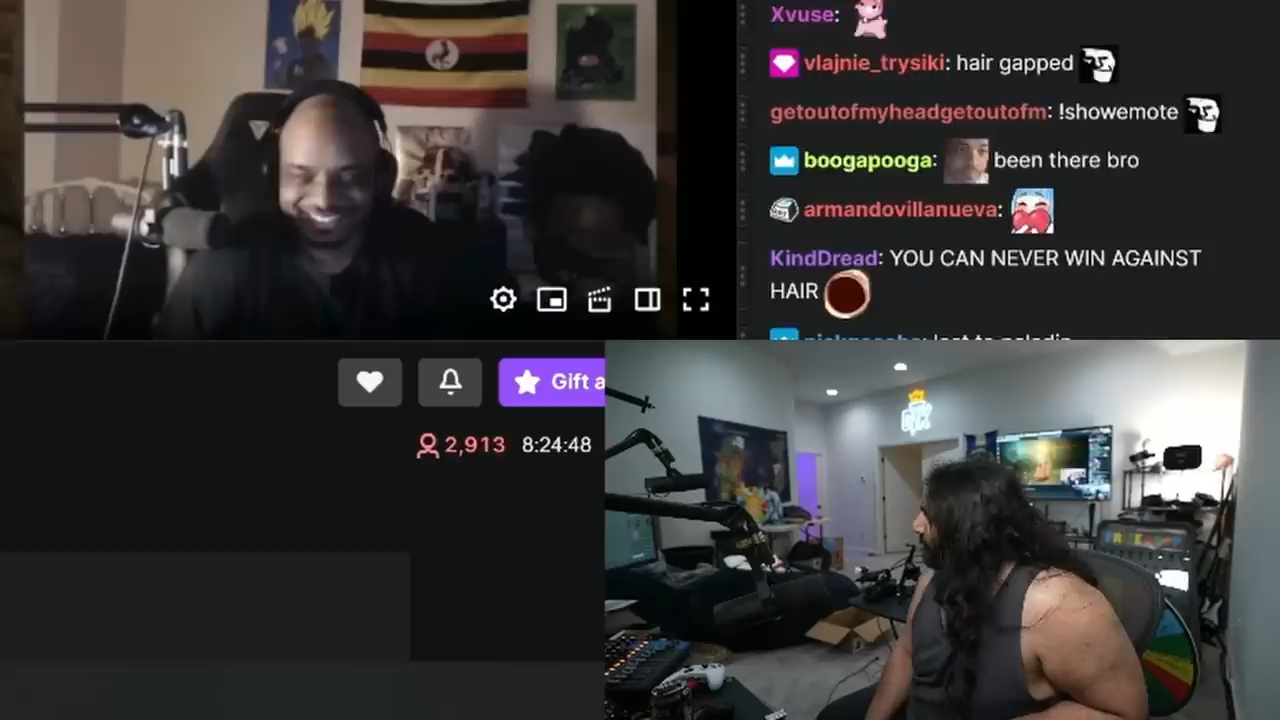 Xvuse:
vlajnie_trysiki: hair gapped
getoutofmyheadgetoutofm: !showemote
boogapooga: been there bro
armandovillanueva:
KindDread: YOU CAN NEVER WIN AGAINST
HAIR
Gift a
2,913 8:24:48